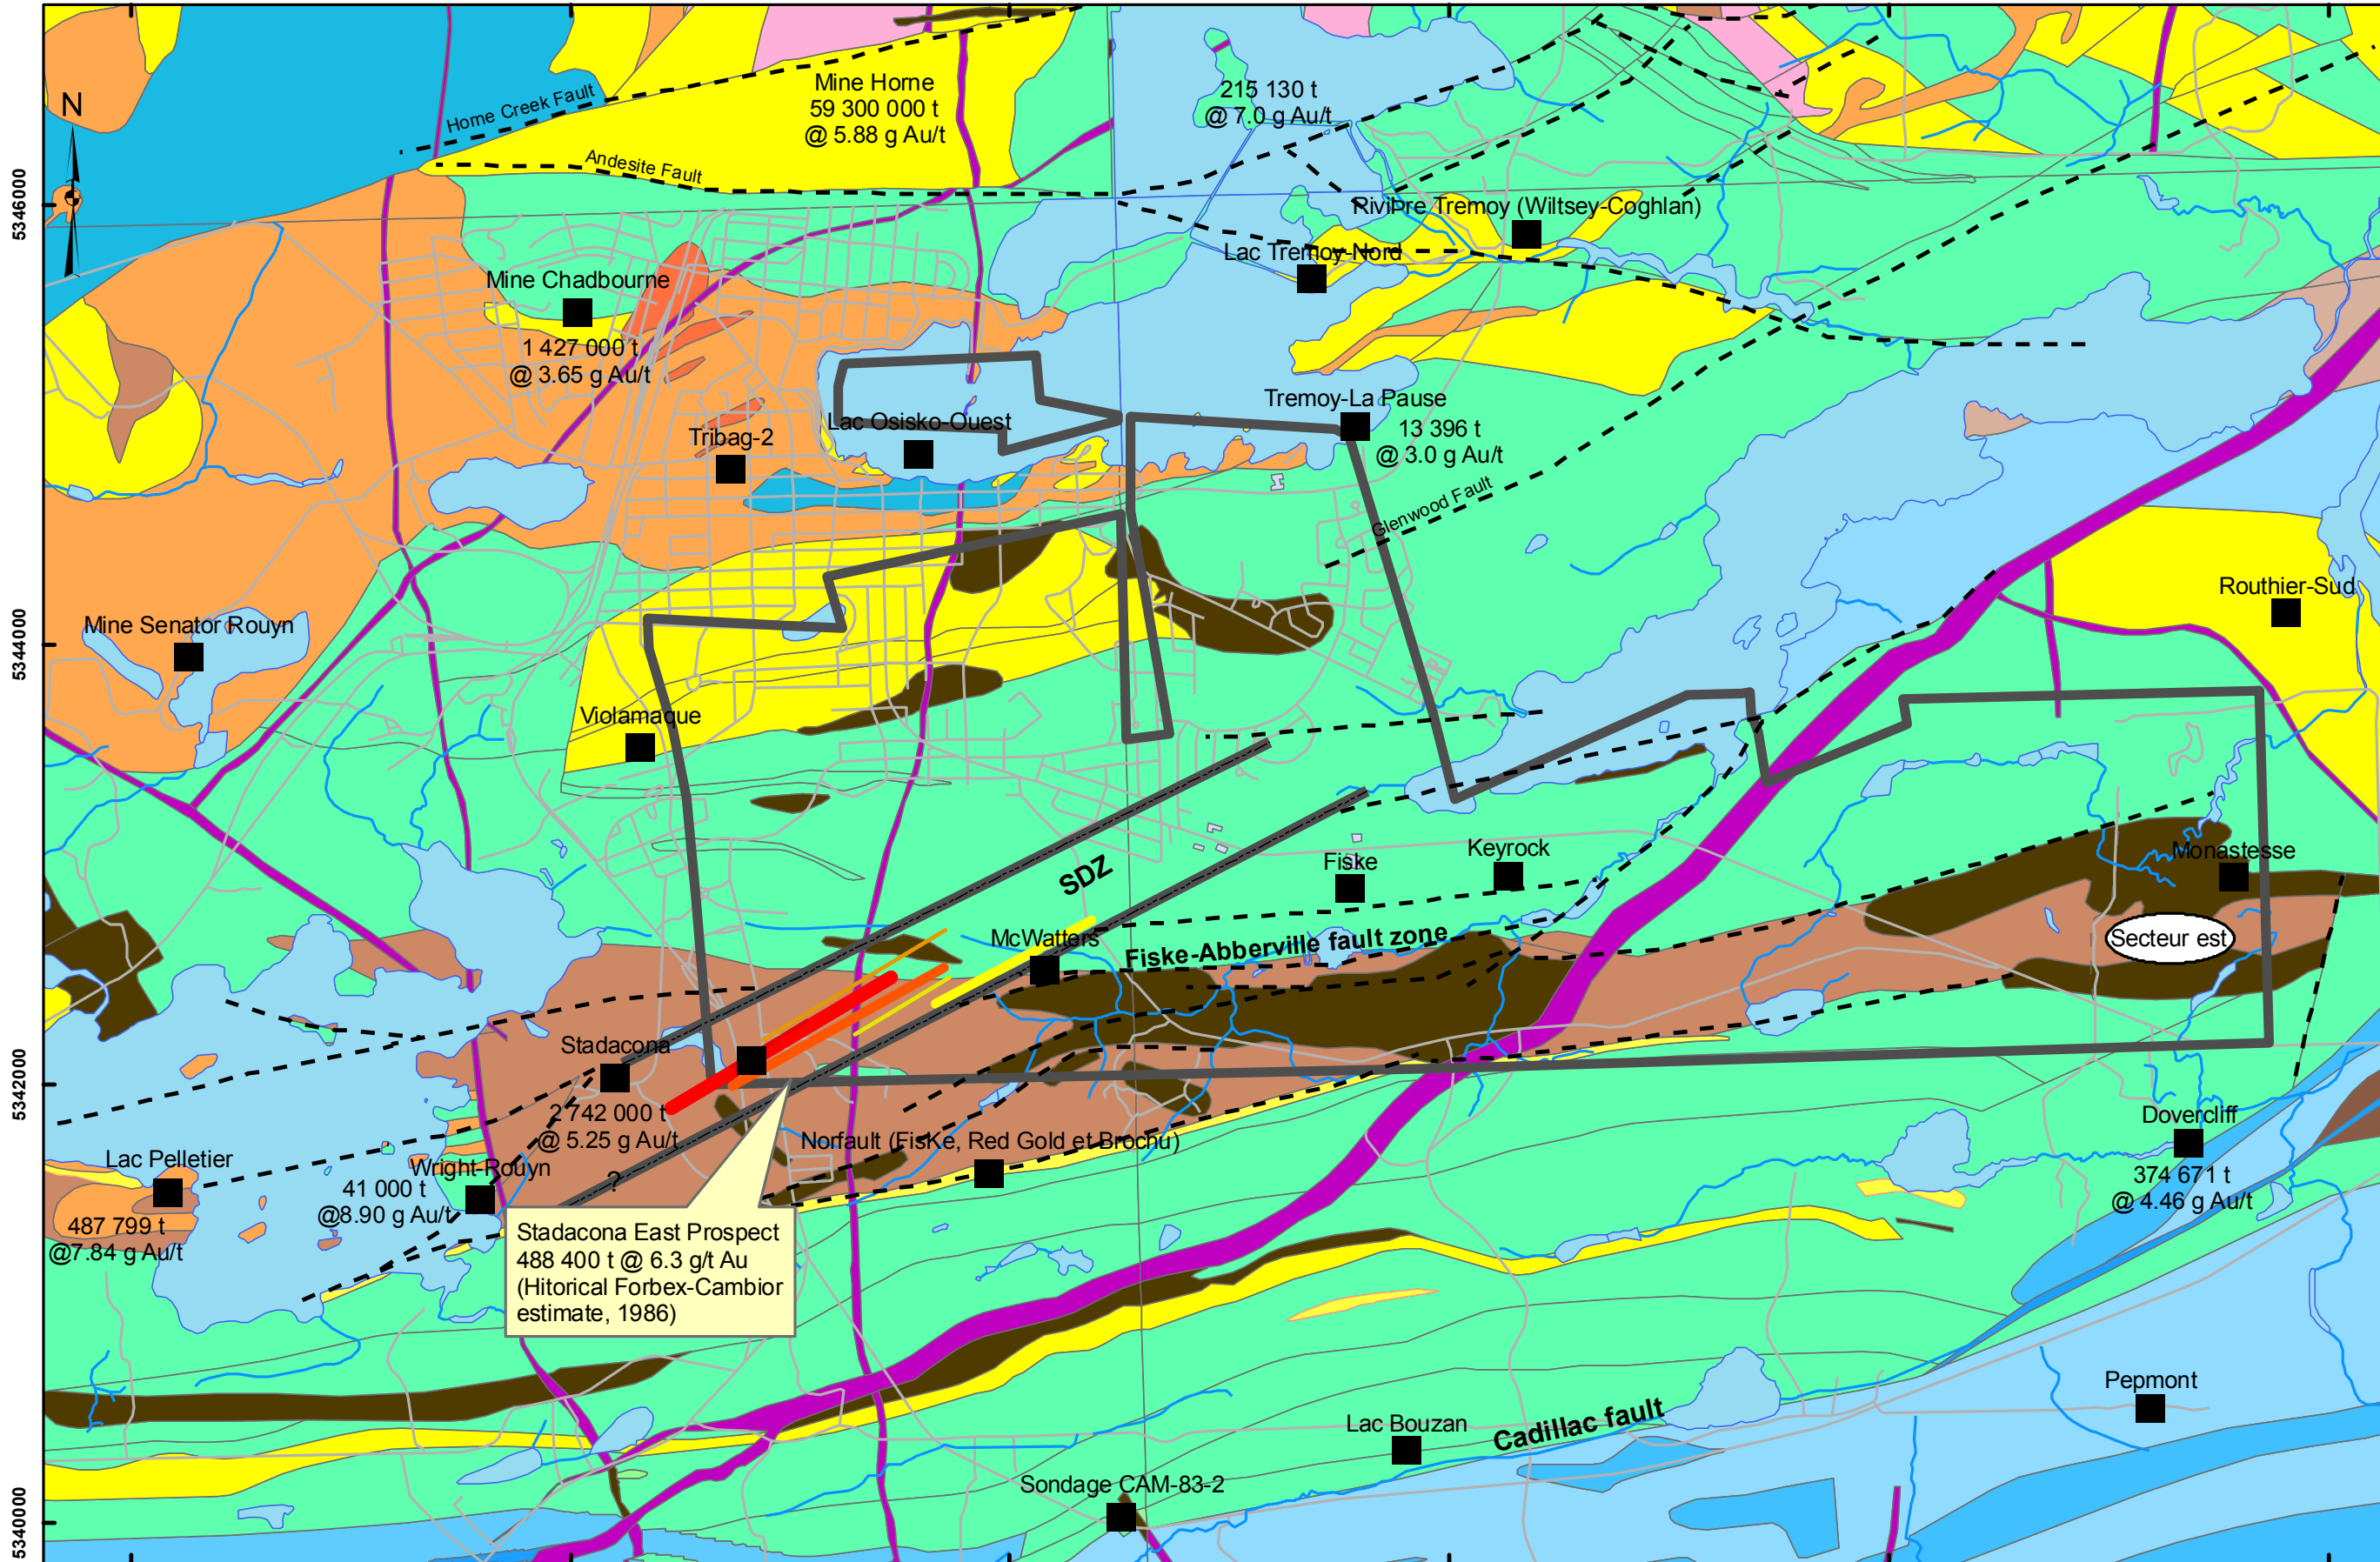 N
Mine Horne
59 300 000 t
@ 5.88 g Au/t
Horne Creek Fault
Andesite Fault
215 130 t
@ 7.0 g Au/t
5346000
RiviPre Tremoy (Wiltsey-Coghlan)
Lac Tremoy-Nord
Mine Chadbourne
1 427 000 t
@ 3.65 g Au/t
Tremoy-La Pause
13 396 t
@ 3.0 g Au/t
Lac Osisko-Ouest
Tribag-2
Glenwood Fault
Routhier-Sud
Mine Senator Rouyn
5344000
Violamaque
SDZ
Fiske
Keyrock
Monastesse
McWatters
Fiske-Abberville fault zone
Secteur est
Stadacona
2 742 000 t
@ 5.25 g Au/t
5342000
Dovercliff
374 671 t
@ 4.46 g Au/t
Norfault (FisKe, Red Gold et Brochu)
Lac Pelletier
487 799 t
@7.84 g Au/t
Wright-Rouyn
41 000 t
@8.90 g Au/t
?
Stadacona East Prospect
488 400 t @ 6.3 g/t Au
(Hitorical Forbex-Cambior
estimate, 1986)
Pepmont
Lac Bouzan
Cadillac fault
Sondage CAM-83-2
5340000